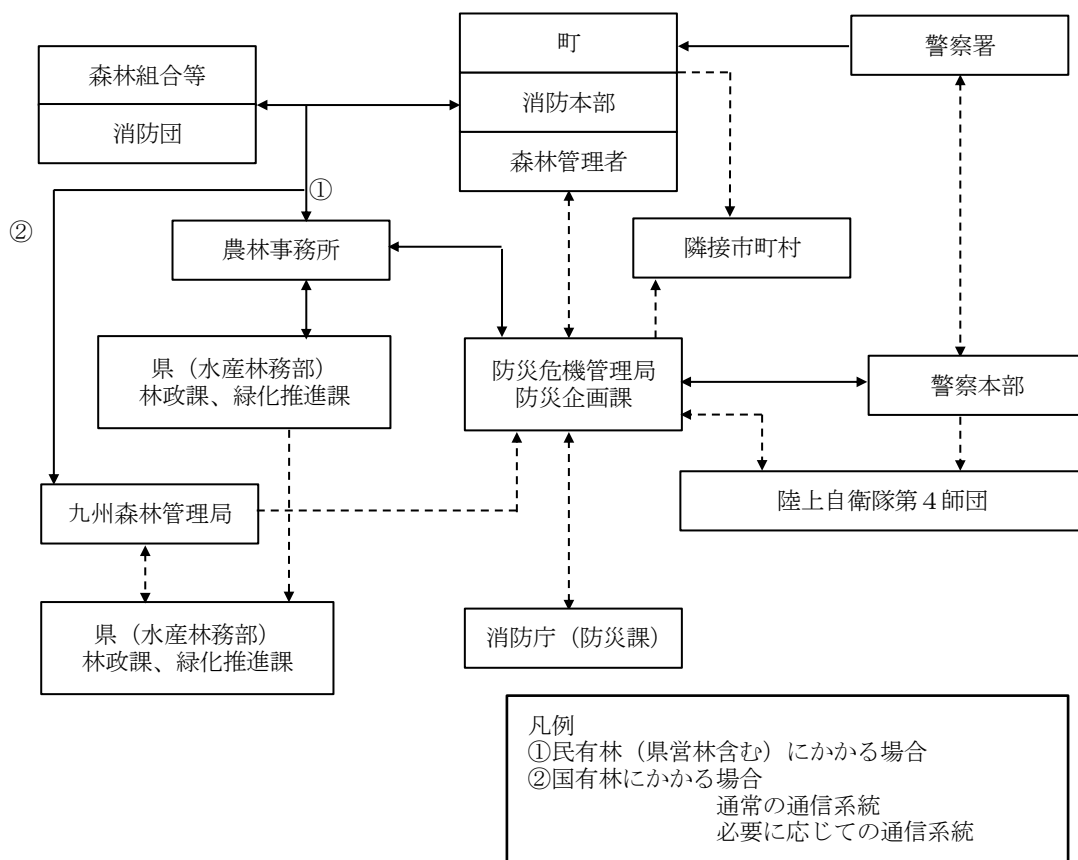 町
警察署
森林組合等
消防本部
消防団
森林管理者
①
②
農林事務所
隣接市町村
県（水産林務部）
林政課、緑化推進課
防災危機管理局
防災企画課
警察本部
九州森林管理局
陸上自衛隊第４師団
県（水産林務部）
林政課、緑化推進課
消防庁（防災課）
凡例
①民有林（県営林含む）にかかる場合
②国有林にかかる場合
通常の通信系統
必要に応じての通信系統